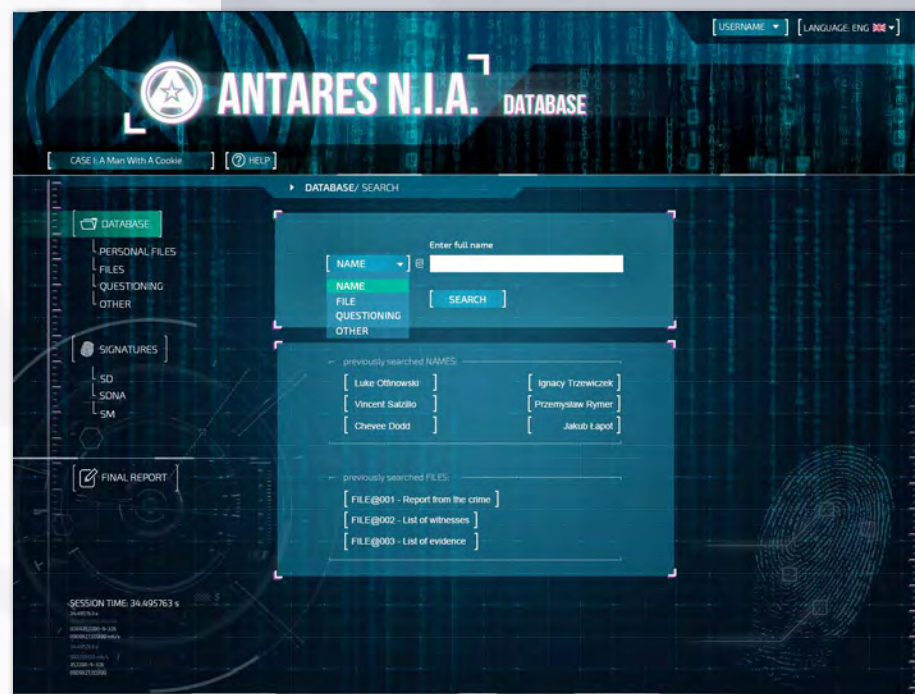 USERNAME
LANGUAGE: ENG
ANTARES N.I.A. DATABASE
CASE I: A Man With A Cookie
HELP
DATABASE/ SEARCH
DATABASE
PERSONAL FILES
FILES
QUESTIONING
OTHER
SIGNATURES
SD
SDNA
SM
FINAL REPORT
SESSION TIME: 34,495763 s
Enter full name
NAME @
NAME
FILE
QUESTIONING
OTHER
SEARCH
previously searched NAMES:
Luke Otfinowski
Ignacy Trzewiczek
Vincent Salzillo
Przemysław Rymer
Chevee Dodd
Jakub Łapot
previously searched FILES:
FILE@001 - Report from the crime
FILE@002 - List of witnesses
FILE@003 - List of evidence